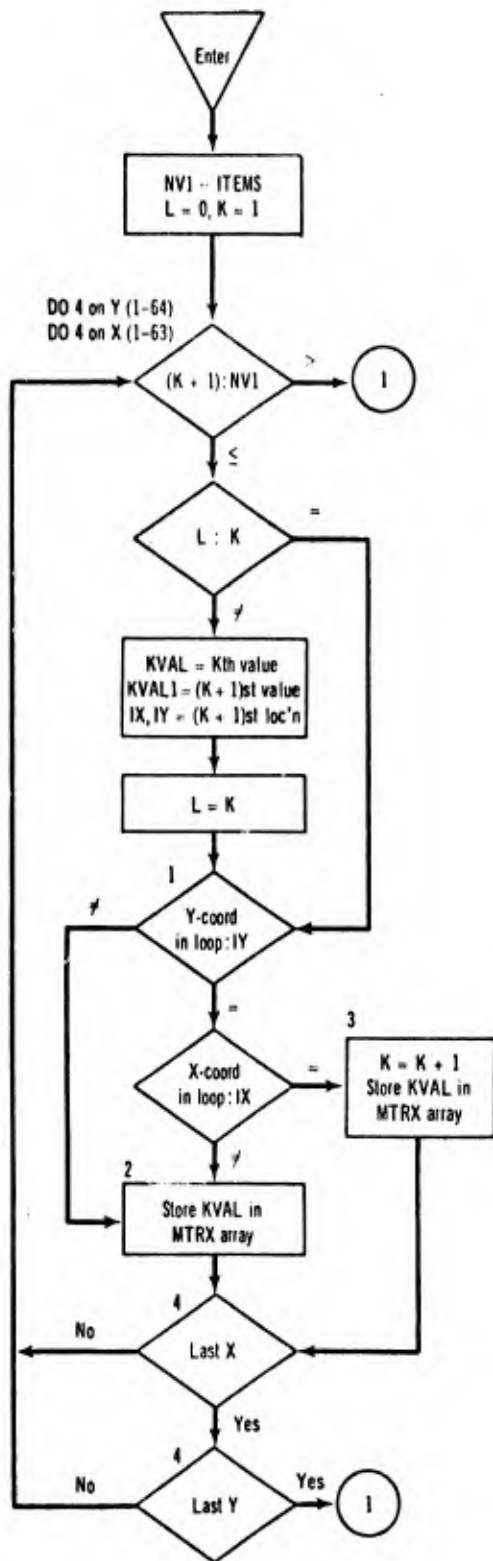 Enter
NV1 -- ITEMS
L = 0, K = 1
DO 4 on Y (1-64)
DO 4 on X (1-63)
(K + 1) : NV1
>
1
≤
L : K
=
≠
KVAL = Kth value
KVAL1 = (K + 1)st value
IX, IY = (K + 1)st loc'n
L = K
1
≠
Y-coord
in loop : IY
=
3
X-coord
in loop : IX
=
K = K + 1
Store KVAL in
MTRX array
≠
2
Store KVAL in
MTRX array
4
No
Last X
Yes
4
No
Last Y
Yes
1